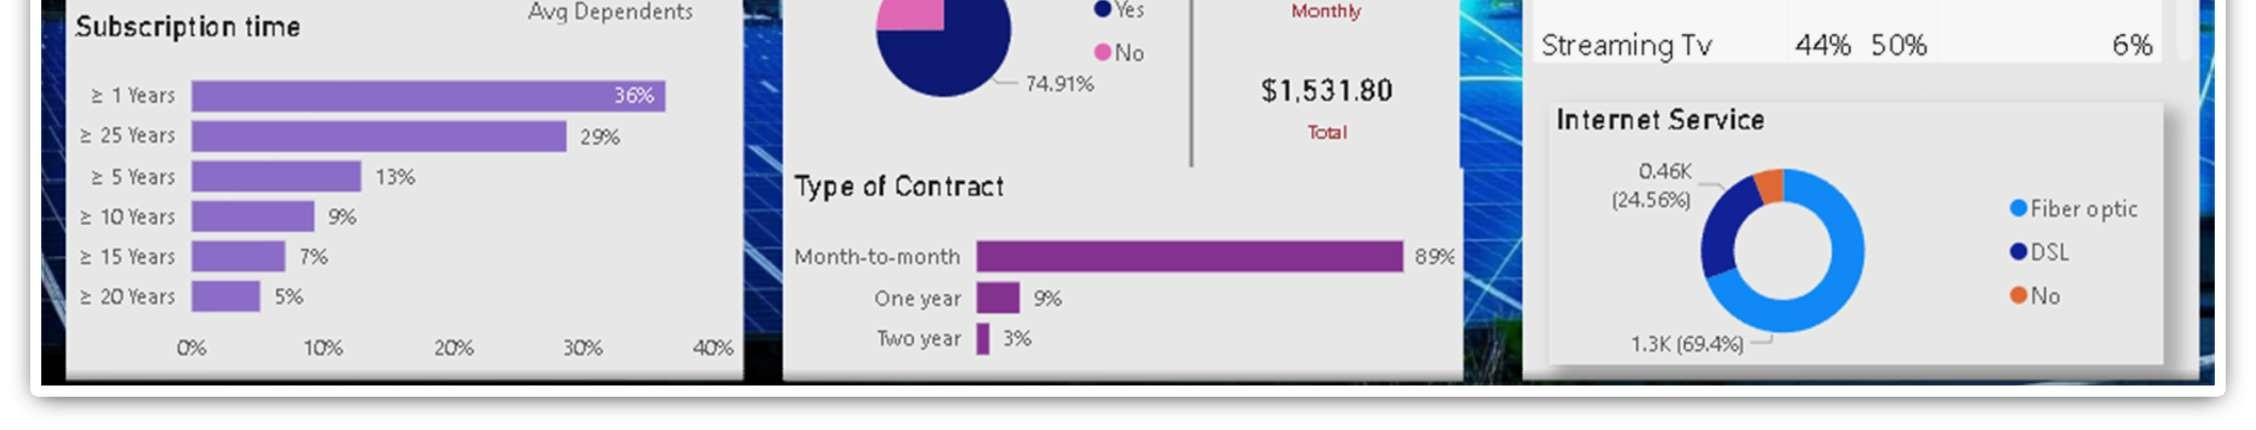 Avg Dependents
Subscription time
≥ 1 Years 36%
≥ 25 Years 29%
≥ 5 Years 13%
≥ 10 Years 9%
≥ 15 Years 7%
≥ 20 Years 5%
0% 10% 20% 30% 40%
Yes
No
74.91%
Monthly
$1,531.80
Total
Type of Contract
Month-to-month 89%
One year 9%
Two year 3%
Streaming Tv 44% 50% 6%
Internet Service
0.46K
(24.56%)
Fiber optic
DSL
No
1.3K (69.4%)